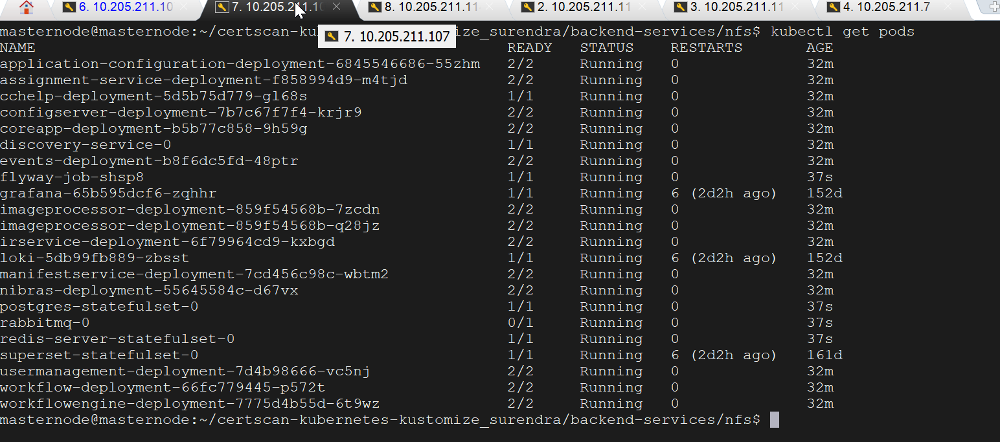 6. 10.205.211.10
7. 10.205.211.10
8. 10.205.211.11
2. 10.205.211.11
3. 10.205.211.11
4. 10.205.211.7
masternode@masternode:~/certscan-ku mize_surendra/backend-services/nfs$ kubectl get pods
7. 10.205.211.107
NAME READY STATUS RESTARTS AGE
application-configuration-deployment-6845546686-55zhm 2/2 Running 0 32m
assignment-service-deployment-f858994d9-m4tjd 2/2 Running 0 32m
cchelp-deployment-5d5b75d779-gl68s 1/1 Running 0 32m
configserver-deployment-7b7c67f7f4-krjr9 2/2 Running 0 32m
coreapp-deployment-b5b77c858-9h59g 2/2 Running 0 32m
discovery-service-0 1/1 Running 0 32m
events-deployment-b8f6dc5fd-48ptr 2/2 Running 0 32m
flyway-job-shsp8 1/1 Running 0 37s
grafana-65b595dcf6-zqhhr 1/1 Running 6 (2d2h ago) 152d
imageprocessor-deployment-859f54568b-7zcdn 2/2 Running 0 32m
imageprocessor-deployment-859f54568b-q28jz 2/2 Running 0 32m
irservice-deployment-6f79964cd9-kxbgd 2/2 Running 0 32m
loki-5db99fb889-zbsst 1/1 Running 6 (2d2h ago) 152d
manifestservice-deployment-7cd456c98c-wbtm2 2/2 Running 0 32m
nibras-deployment-55645584c-d67vx 2/2 Running 0 32m
postgres-statefulset-0 1/1 Running 0 37s
rabbitmq-0 0/1 Running 0 37s
redis-server-statefulset-0 1/1 Running 0 37s
superset-statefulset-0 1/1 Running 6 (2d2h ago) 161d
usermanagement-deployment-7d4b98666-vc5nj 2/2 Running 0 32m
workflow-deployment-66fc779445-p572t 2/2 Running 0 32m
workflowengine-deployment-7775d4b55d-6t9wz 2/2 Running 0 32m
masternode@masternode:~/certscan-kubernetes-kustomize_surendra/backend-services/nfs$